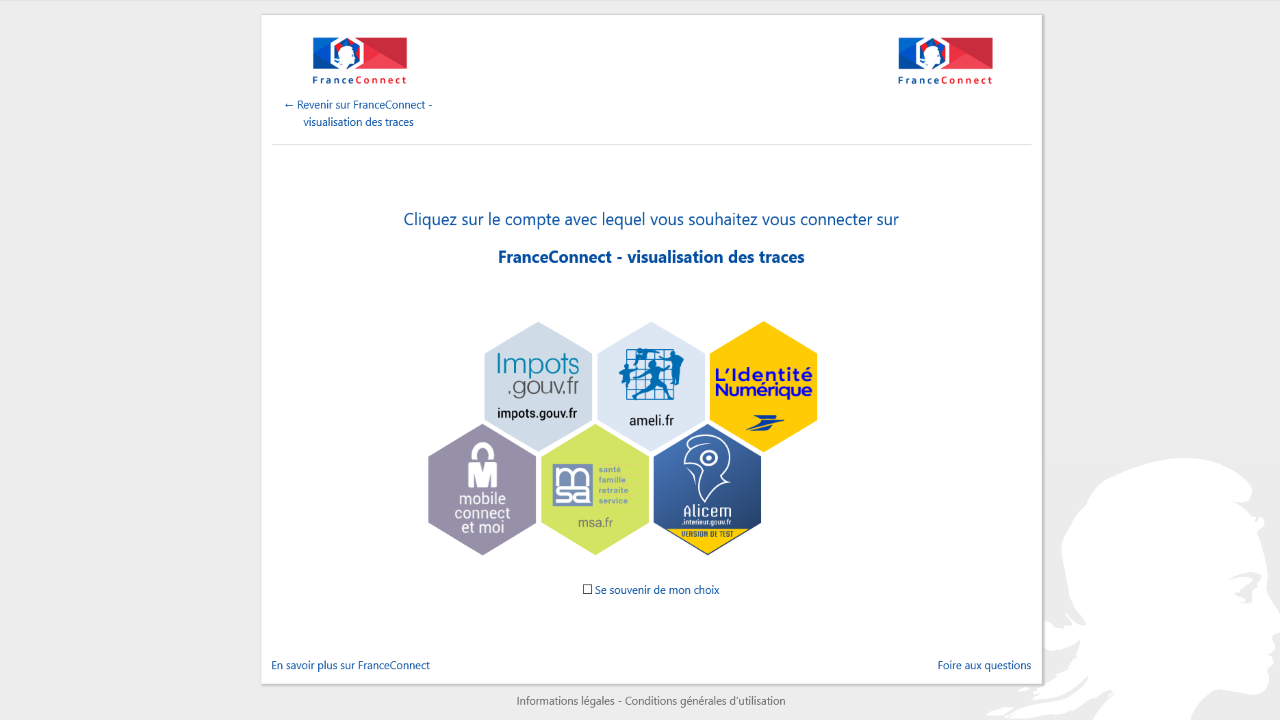 FranceConnect
FranceConnect
← Revenir sur FranceConnect -
visualisation des traces
Cliquez sur le compte avec lequel vous souhaitez vous connecter sur
FranceConnect - visualisation des traces
Impots
.gouv.fr
impots.gouv.fr
ameli.fr
L'Identité
Numérique
M
mobile
connect
et moi
msa
santé
famille
retraite
service
msa.fr
Alicem
.interieur.gouv.fr
VERSION DE TEST
Se souvenir de mon choix
En savoir plus sur FranceConnect
Foire aux questions
Informations légales - Conditions générales d'utilisation